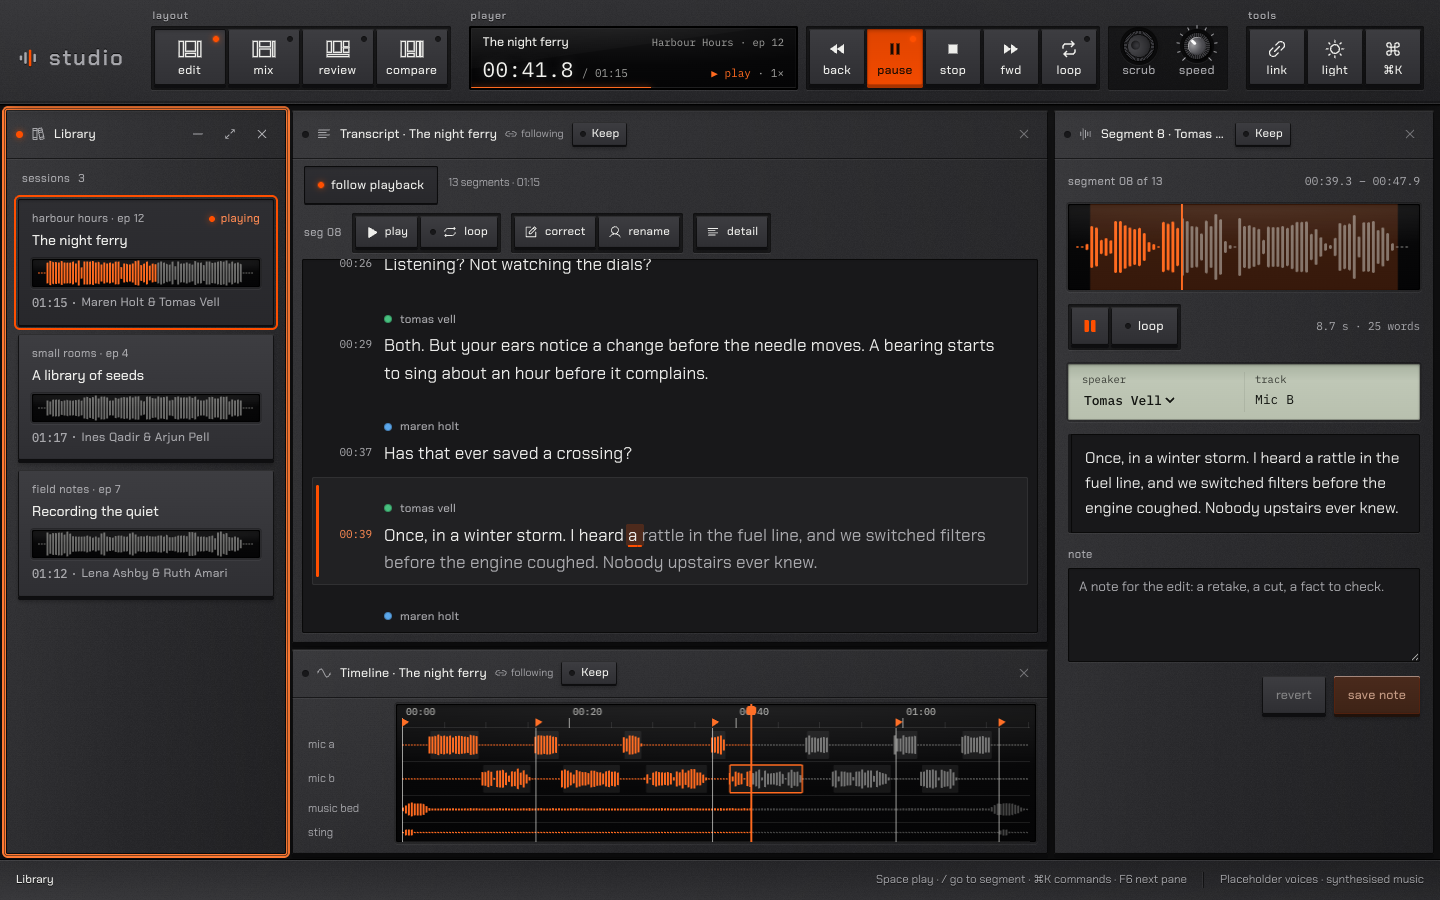 studio
layout
edit
mix
review
compare
player
The night ferry
Harbour Hours · ep 12
00:41.8 / 01:15
▶ play · 1×
back
pause
stop
fwd
loop
scrub
speed
tools
link
light
⌘K
Library
sessions 3
harbour hours · ep 12
playing
The night ferry
01:15 · Maren Holt & Tomas Vell
small rooms · ep 4
A library of seeds
01:17 · Ines Qadir & Arjun Pell
field notes · ep 7
Recording the quiet
01:12 · Lena Ashby & Ruth Amari
Transcript · The night ferry
following
Keep
follow playback
13 segments · 01:15
seg 08
play
loop
correct
rename
detail
00:26 Listening? Not watching the dials?
tomas vell
00:29 Both. But your ears notice a change before the needle moves. A bearing starts
to sing about an hour before it complains.
maren holt
00:37 Has that ever saved a crossing?
tomas vell
00:39 Once, in a winter storm. I heard a rattle in the fuel line, and we switched filters
before the engine coughed. Nobody upstairs ever knew.
maren holt
Timeline · The night ferry
following
Keep
00:00 00:20 00:40 01:00
mic a
mic b
music bed
sting
Segment 8 · Tomas ...
Keep
segment 08 of 13
00:39.3 – 00:47.9
loop
8.7 s · 25 words
speaker
Tomas Vell
track
Mic B
Once, in a winter storm. I heard a rattle in the
fuel line, and we switched filters before the
engine coughed. Nobody upstairs ever knew.
note
A note for the edit: a retake, a cut, a fact to check.
revert
save note
Library
Space play · / go to segment · ⌘K commands · F6 next pane
Placeholder voices · synthesised music